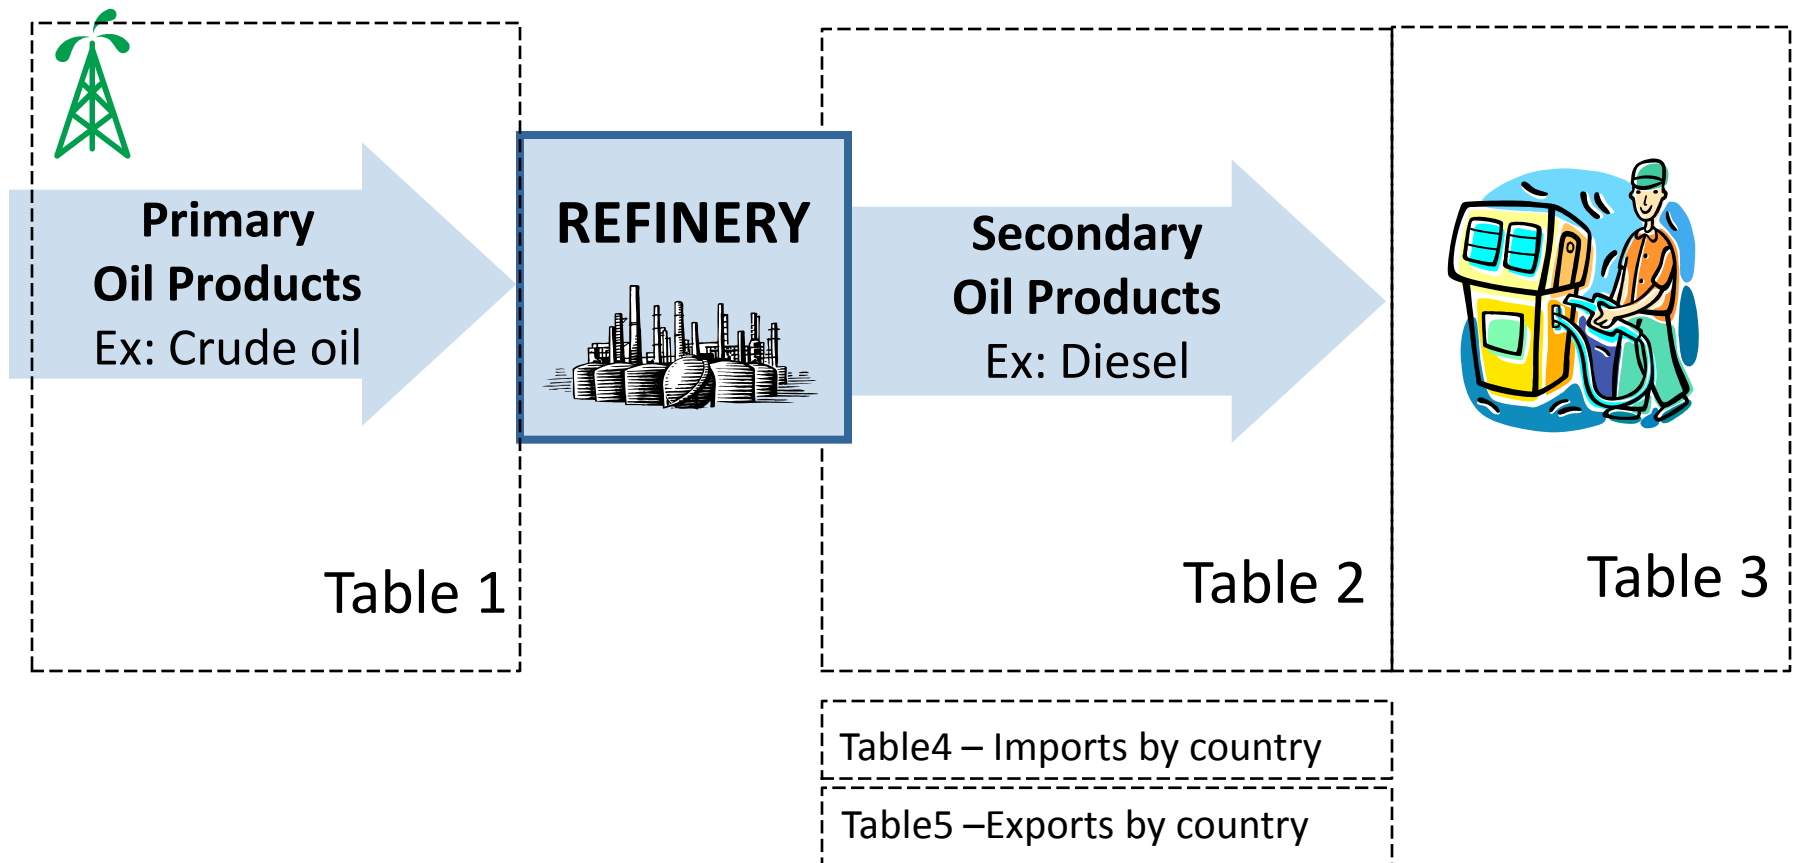 Primary
Oil Products
Ex: Crude oil
REFINERY
Secondary
Oil Products
Ex: Diesel
Table 1
Table 2
Table 3
Table4 – Imports by country
Table5 –Exports by country